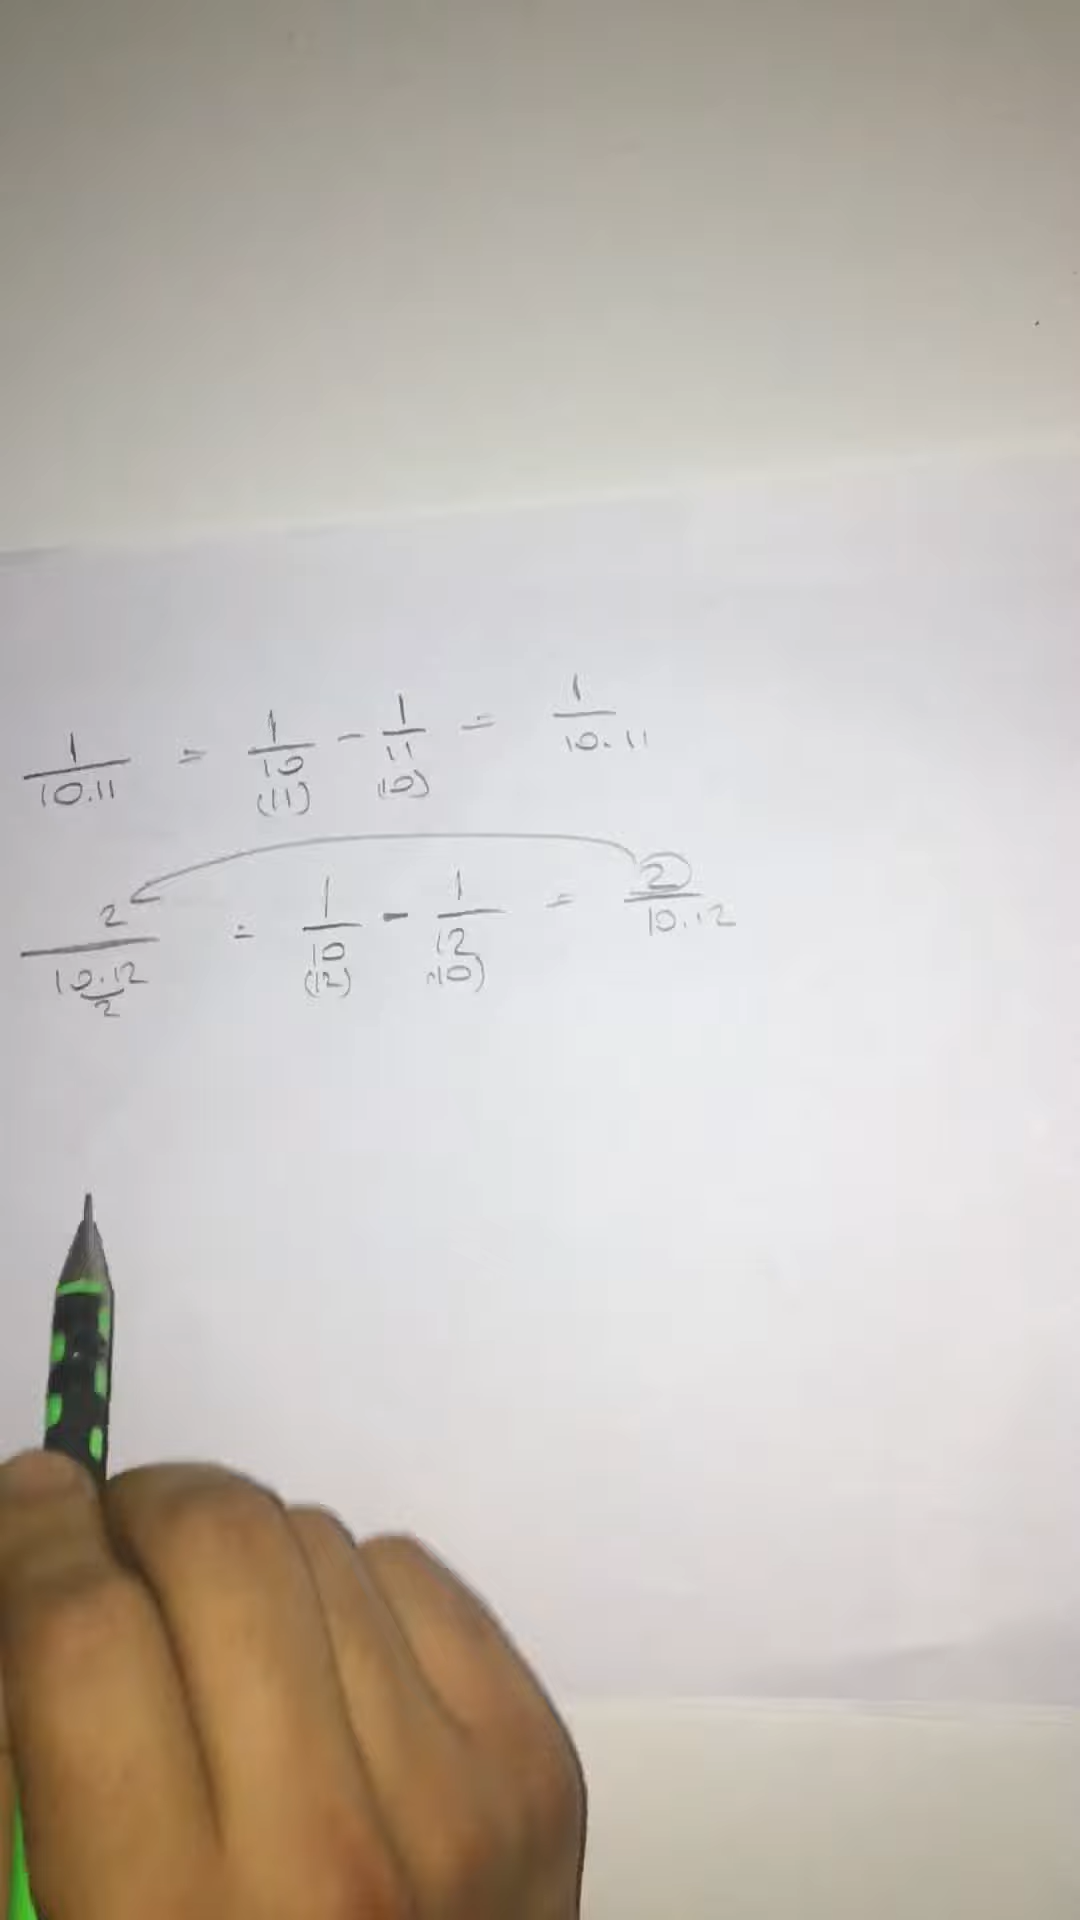 1/10.11 = 1/10 (11) - 1/11 (10) = 1/10.11
2/10.12 2 = 1/10 (12) - 1/12 (10) = 2/10.12